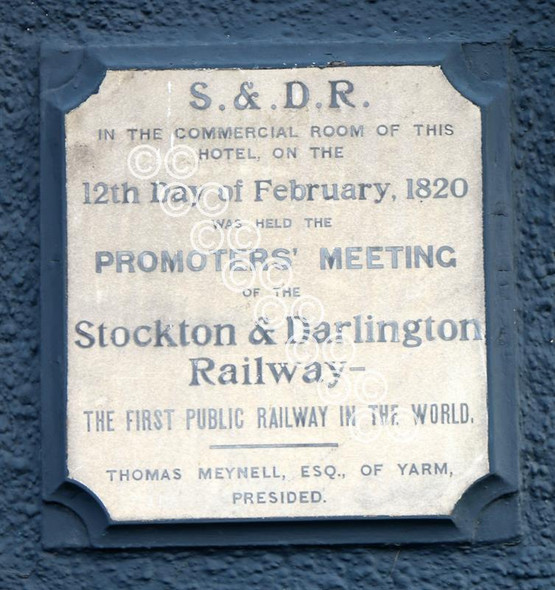 S.&.D.R.
IN THE COMMERCIAL ROOM OF THIS
HOTEL, ON THE
12th Day of February, 1820
WAS HELD THE
PROMOTERS' MEETING
OF THE
Stockton & Darlington
Railway-
THE FIRST PUBLIC RAILWAY IN THE WORLD.
THOMAS MEYNELL, ESQ., OF YARM,
PRESIDED.